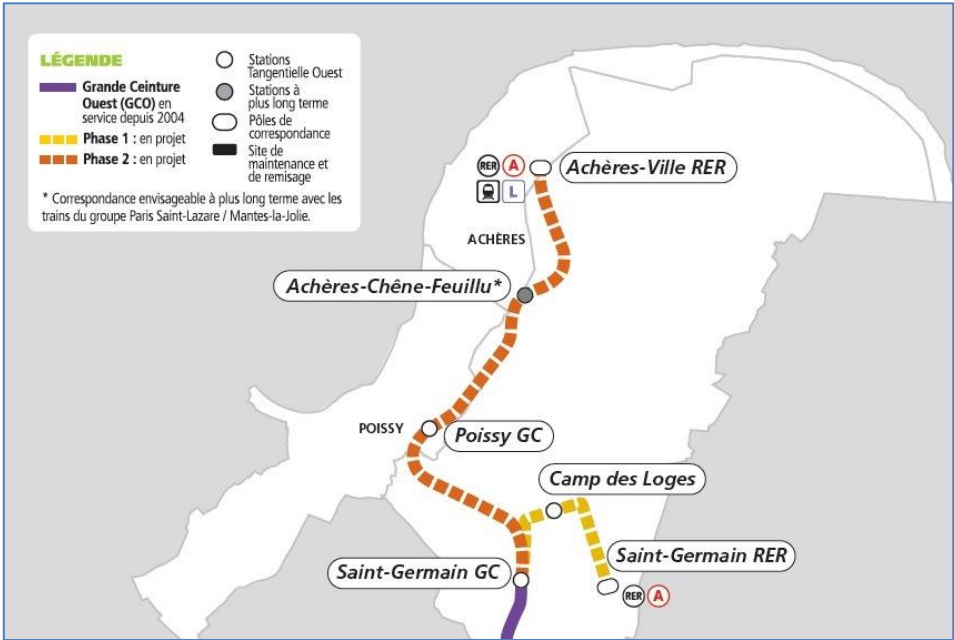 LÉGENDE
Grande Ceinture
Ouest (GCO) en
service depuis 2004
Phase 1 : en projet
Phase 2 : en projet
Stations
Tangentielle Ouest
Stations à
plus long terme
Pôles de
correspondance
Site de
maintenance et
de remisage
* Correspondance envisageable à plus long terme avec les
trains du groupe Paris Saint-Lazare / Mantes-la-Jolie.
RER A Achères-Ville RER
L
ACHÈRES
Achères-Chêne-Feuillu*
POISSY
Poissy GC
Camp des Loges
Saint-Germain RER
Saint-Germain GC
RER A